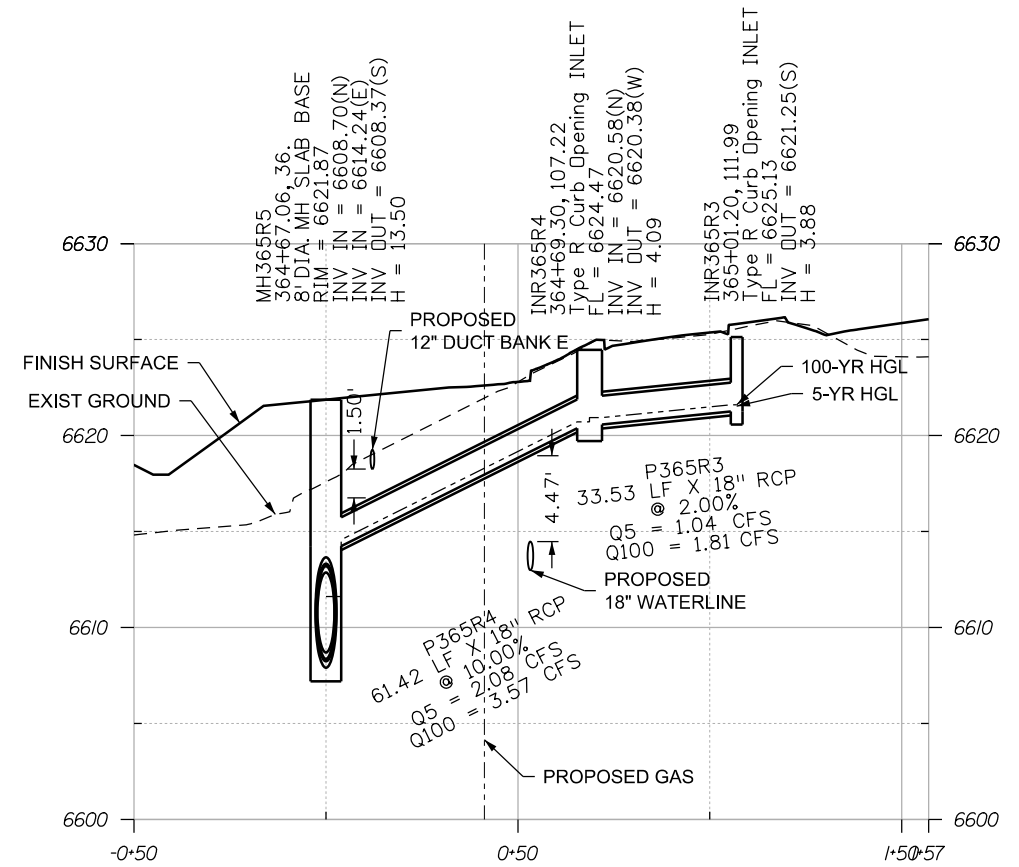 MH365R5
364+67.06, 36.
8' DIA. MH SLAB BASE
RIM = 6621.87
INV IN = 6608.70(N)
INV IN = 6614.24(E)
INV OUT = 6608.37(S)
H = 13.50
INR365R4
364+69.30, 107.22
Type R Curb Opening INLET
FL = 6624.47
INV IN = 6620.58(N)
INV OUT = 6620.38(W)
H = 4.09
INR365R3
365+01.20, 111.99
Type R Curb Opening INLET
FL = 6625.13
INV OUT = 6621.25(S)
H = 3.88
6630
6630
PROPOSED
12" DUCT BANK E
FINISH SURFACE
EXIST GROUND
1.50'
100-YR HGL
5-YR HGL
6620
6620
4.47'
P365R3
33.53 LF X 18" RCP
@ 2.00%
Q5 = 1.04 CFS
Q100 = 1.81 CFS
PROPOSED
18" WATERLINE
6610
6610
P365R4
61.42 LF X 18" RCP
@ 10.00%
Q5 = 2.08 CFS
Q100 = 3.57 CFS
PROPOSED GAS
6600
6600
-0+50
0+50
1+50
1+57